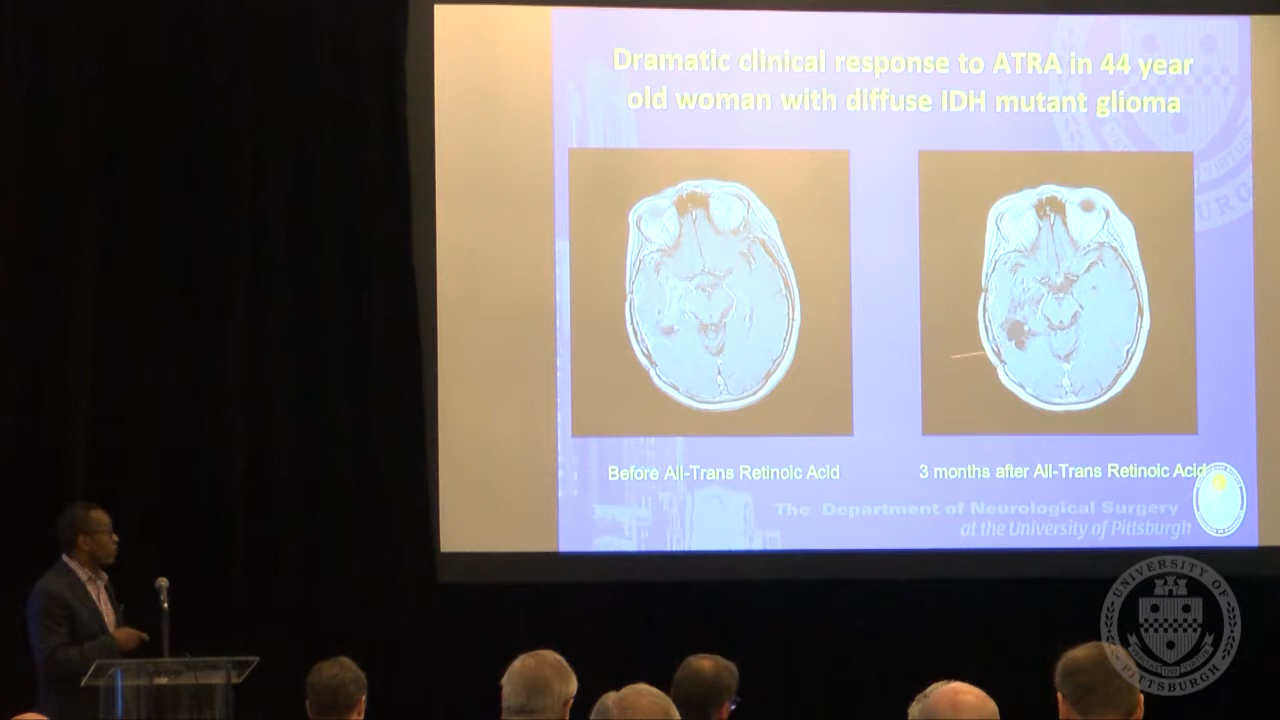 Dramatic clinical response to ATRA in 44 year
old woman with diffuse IDH mutant glioma
Before All-Trans Retinoic Acid
3 months after All-Trans Retinoic Acid
The Department of Neurological Surgery
at the University of Pittsburgh
UNIVERSITY OF
PITTSBURGH